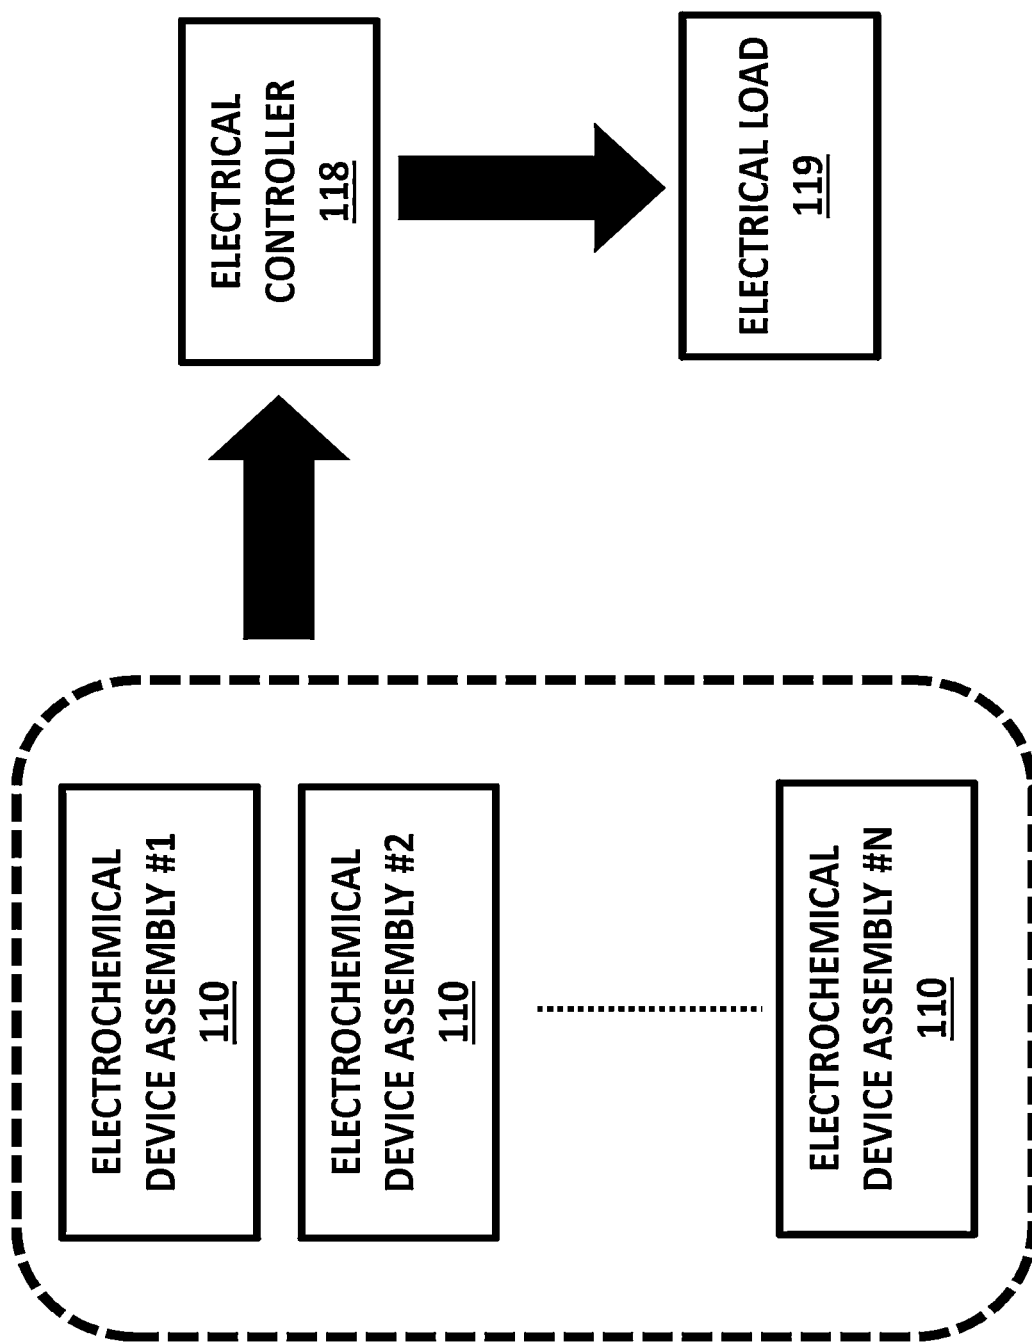 ELECTROCHEMICAL
DEVICE ASSEMBLY #1
110
ELECTROCHEMICAL
DEVICE ASSEMBLY #2
110
ELECTROCHEMICAL
DEVICE ASSEMBLY #N
110
ELECTRICAL
CONTROLLER
118
ELECTRICAL LOAD
119